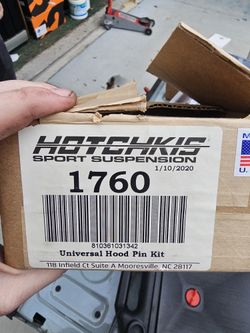 HOTCHKIS
SPORT SUSPENSION
1/10/2020
1760
810361031342
Universal Hood Pin Kit
118 Infield Ct Suite A Mooresville, NC 28117
M
U.